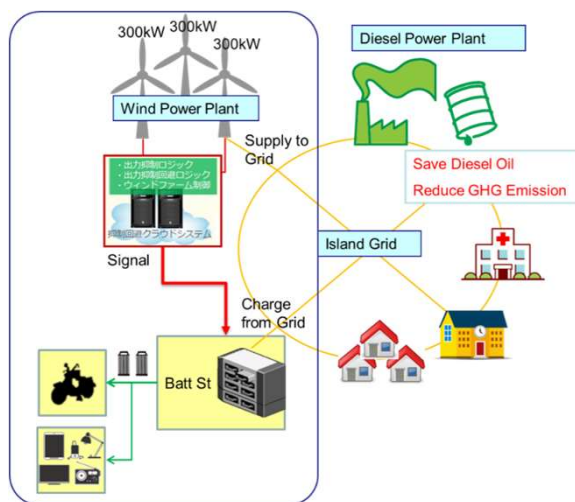 300kW
300kW
300kW
Wind Power Plant
・出力抑制ロジック
・出力抑制回避ロジック
・ウィンドファーム制御
抑制回避クラウドシステム
Signal
Supply to
Grid
Diesel Power Plant
Save Diesel Oil
Reduce GHG Emission
Island Grid
Charge
from Grid
Batt St